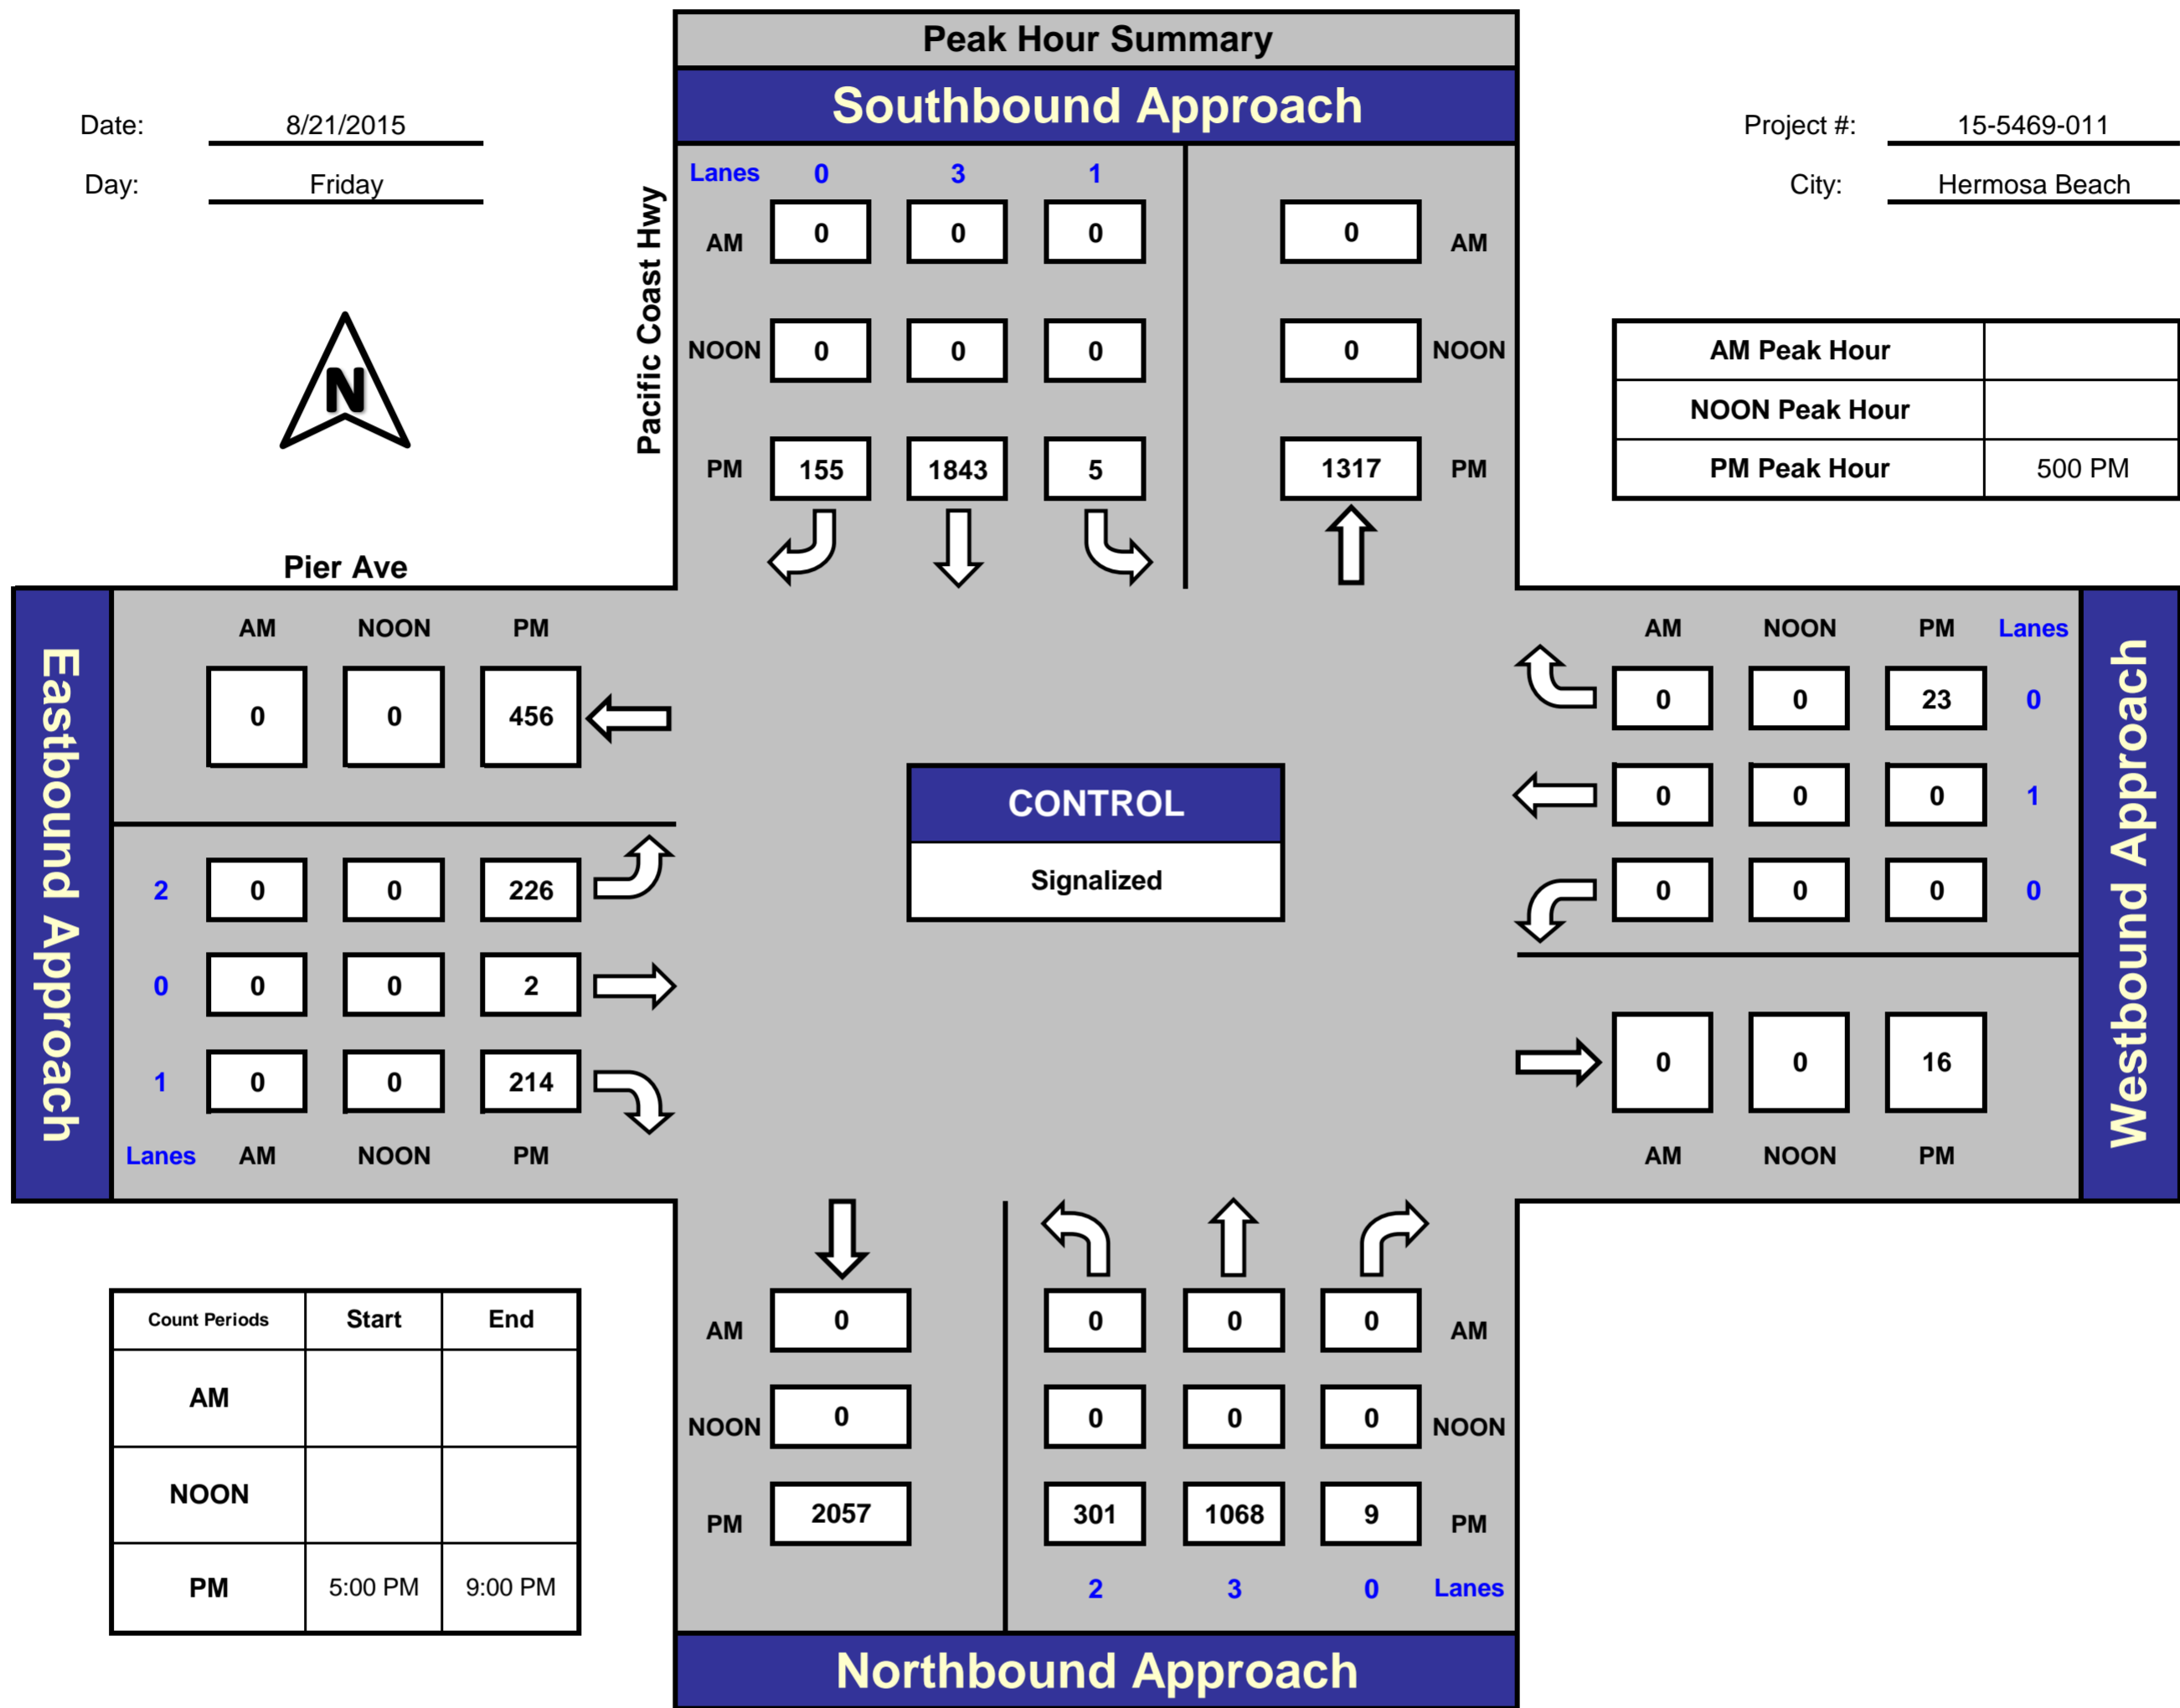 Peak Hour Summary
Southbound Approach
Date: 8/21/2015
Project #: 15-5469-011
Day: Friday
City: Hermosa Beach
Pacific Coast Hwy
Lanes 0 3 1
AM 0 0 0 0 AM
NOON 0 0 0 0 NOON
PM 155 1843 5 1317 PM
N
AM Peak Hour
NOON Peak Hour
PM Peak Hour 500 PM
Pier Ave
Eastbound Approach
AM NOON PM
0 0 456
2 0 0 226
0 0 0 2
1 0 0 214
Lanes AM NOON PM
CONTROL
Signalized
AM NOON PM Lanes
0 0 23 0
0 0 0 1
0 0 0 0
0 0 16
AM NOON PM
Westbound Approach
Count Periods Start End
AM
NOON
PM 5:00 PM 9:00 PM
AM 0 0 0 0 AM
NOON 0 0 0 0 NOON
PM 2057 301 1068 9 PM
2 3 0 Lanes
Northbound Approach